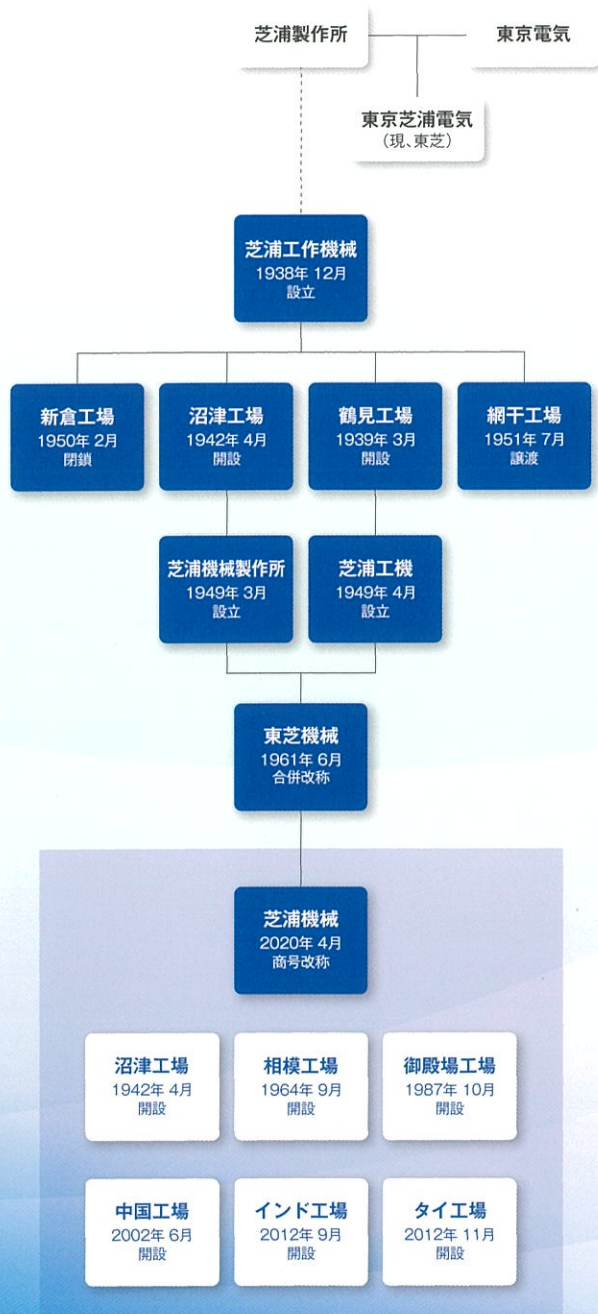 芝浦製作所
東京電気
東京芝浦電気
(現、東芝)
芝浦工作機械
1938年 12月
設立
新倉工場
1950年 2月
閉鎖
沼津工場
1942年 4月
開設
鶴見工場
1939年 3月
開設
網干工場
1951年 7月
譲渡
芝浦機械製作所
1949年 3月
設立
芝浦工機
1949年 4月
設立
東芝機械
1961年 6月
合併改称
芝浦機械
2020年 4月
商号改称
沼津工場
1942年 4月
開設
相模工場
1964年 9月
開設
御殿場工場
1987年 10月
開設
中国工場
2002年 6月
開設
インド工場
2012年 9月
開設
タイ工場
2012年 11月
開設